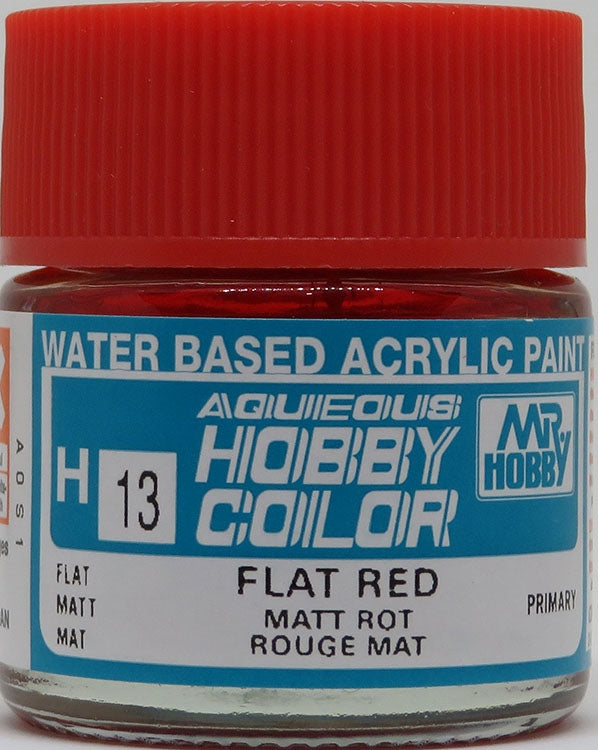 WATER BASED ACRYLIC PAINT
AQUEOUS
HOBBY
COLOR
MR.
HOBBY
H 13
FLAT
MATT
MAT
FLAT RED
MATT ROT
ROUGE MAT
PRIMARY
A0S1